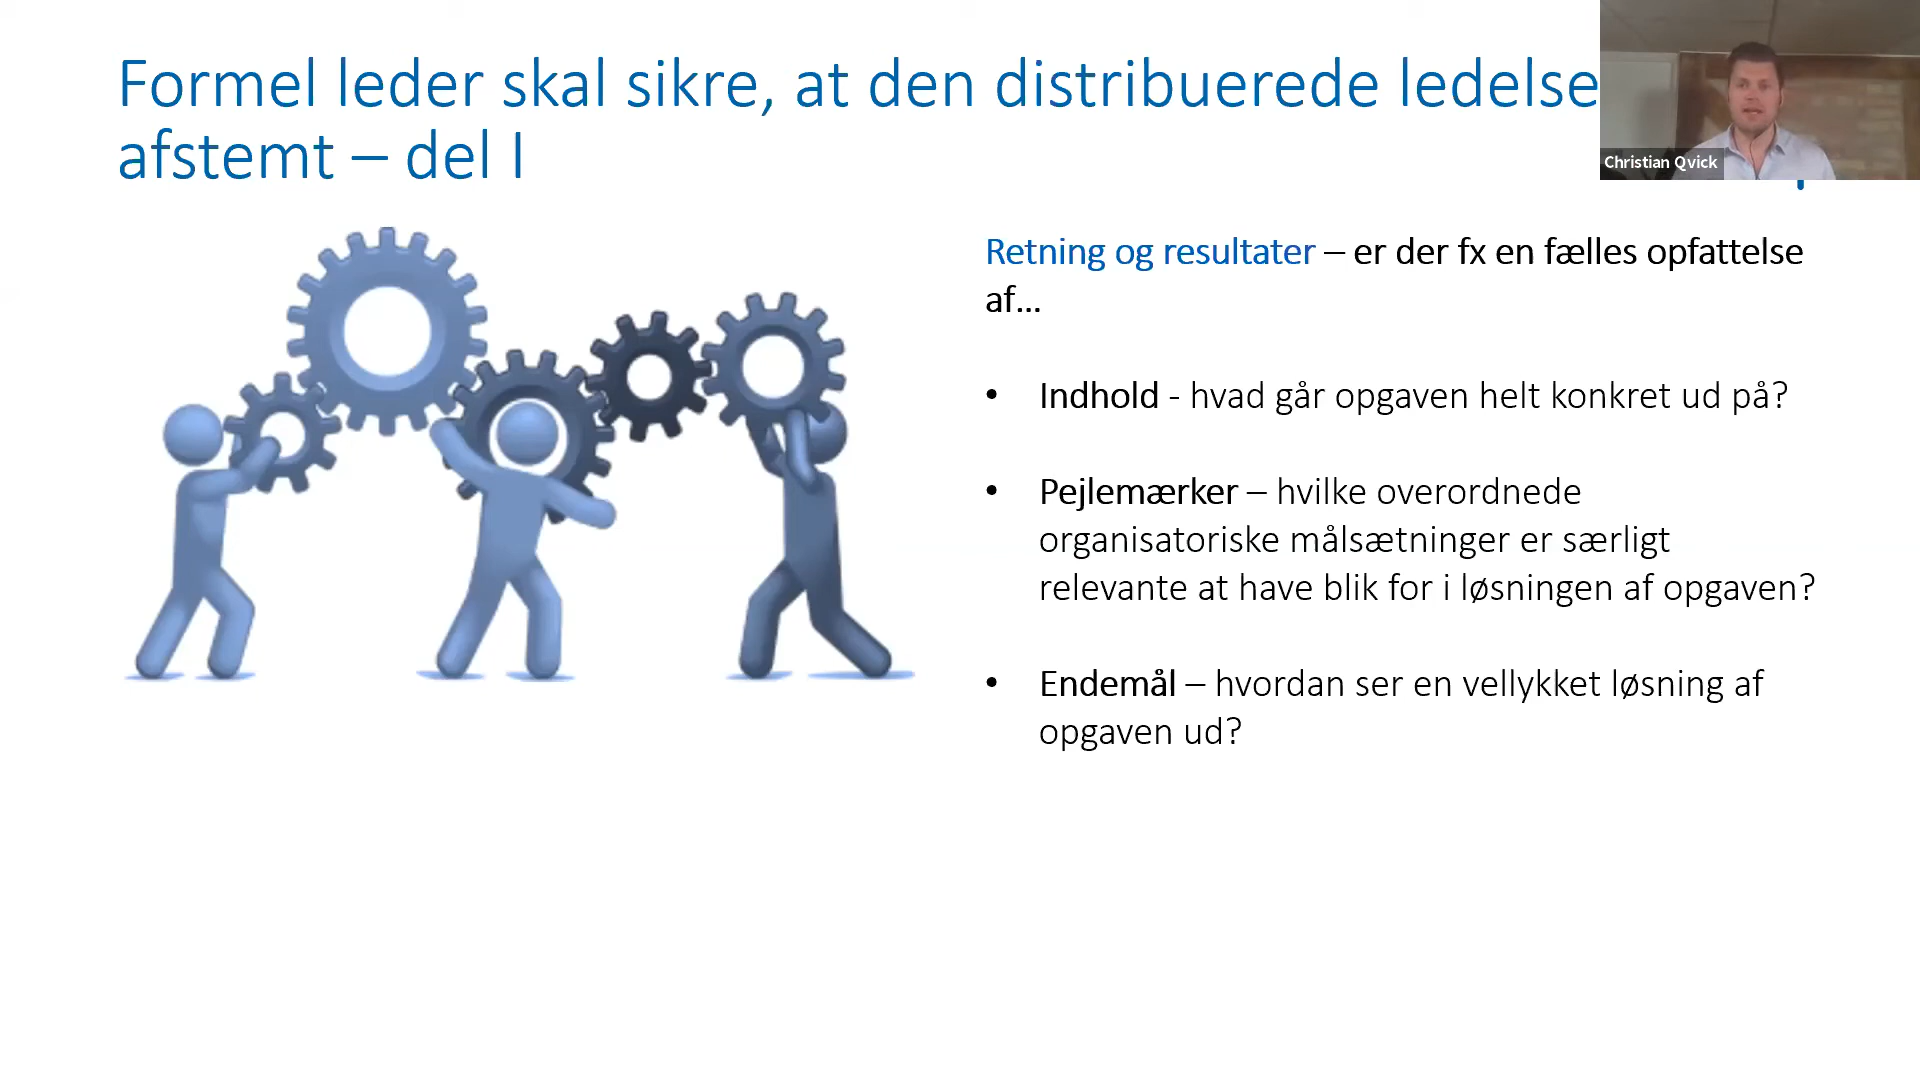 Formel leder skal sikre, at den distribuerede ledelse
afstemt – del I
Christian Qvick
Retning og resultater – er der fx en fælles opfattelse
af…
• Indhold - hvad går opgaven helt konkret ud på?
• Pejlemærker – hvilke overordnede
organisatoriske målsætninger er særligt
relevante at have blik for i løsningen af opgaven?
• Endemål – hvordan ser en vellykket løsning af
opgaven ud?